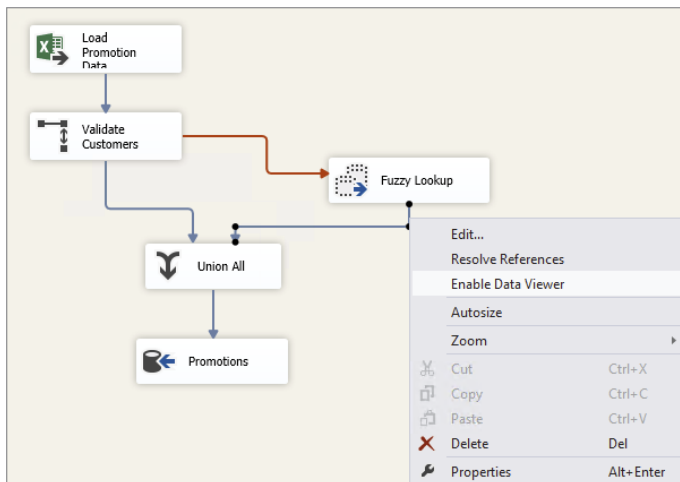 Load
Promotion
Data
Validate
Customers
Fuzzy Lookup
Union All
Promotions
Edit...
Resolve References
Enable Data Viewer
Autosize
Zoom
Cut Ctrl+X
Copy Ctrl+C
Paste Ctrl+V
Delete Del
Properties Alt+Enter